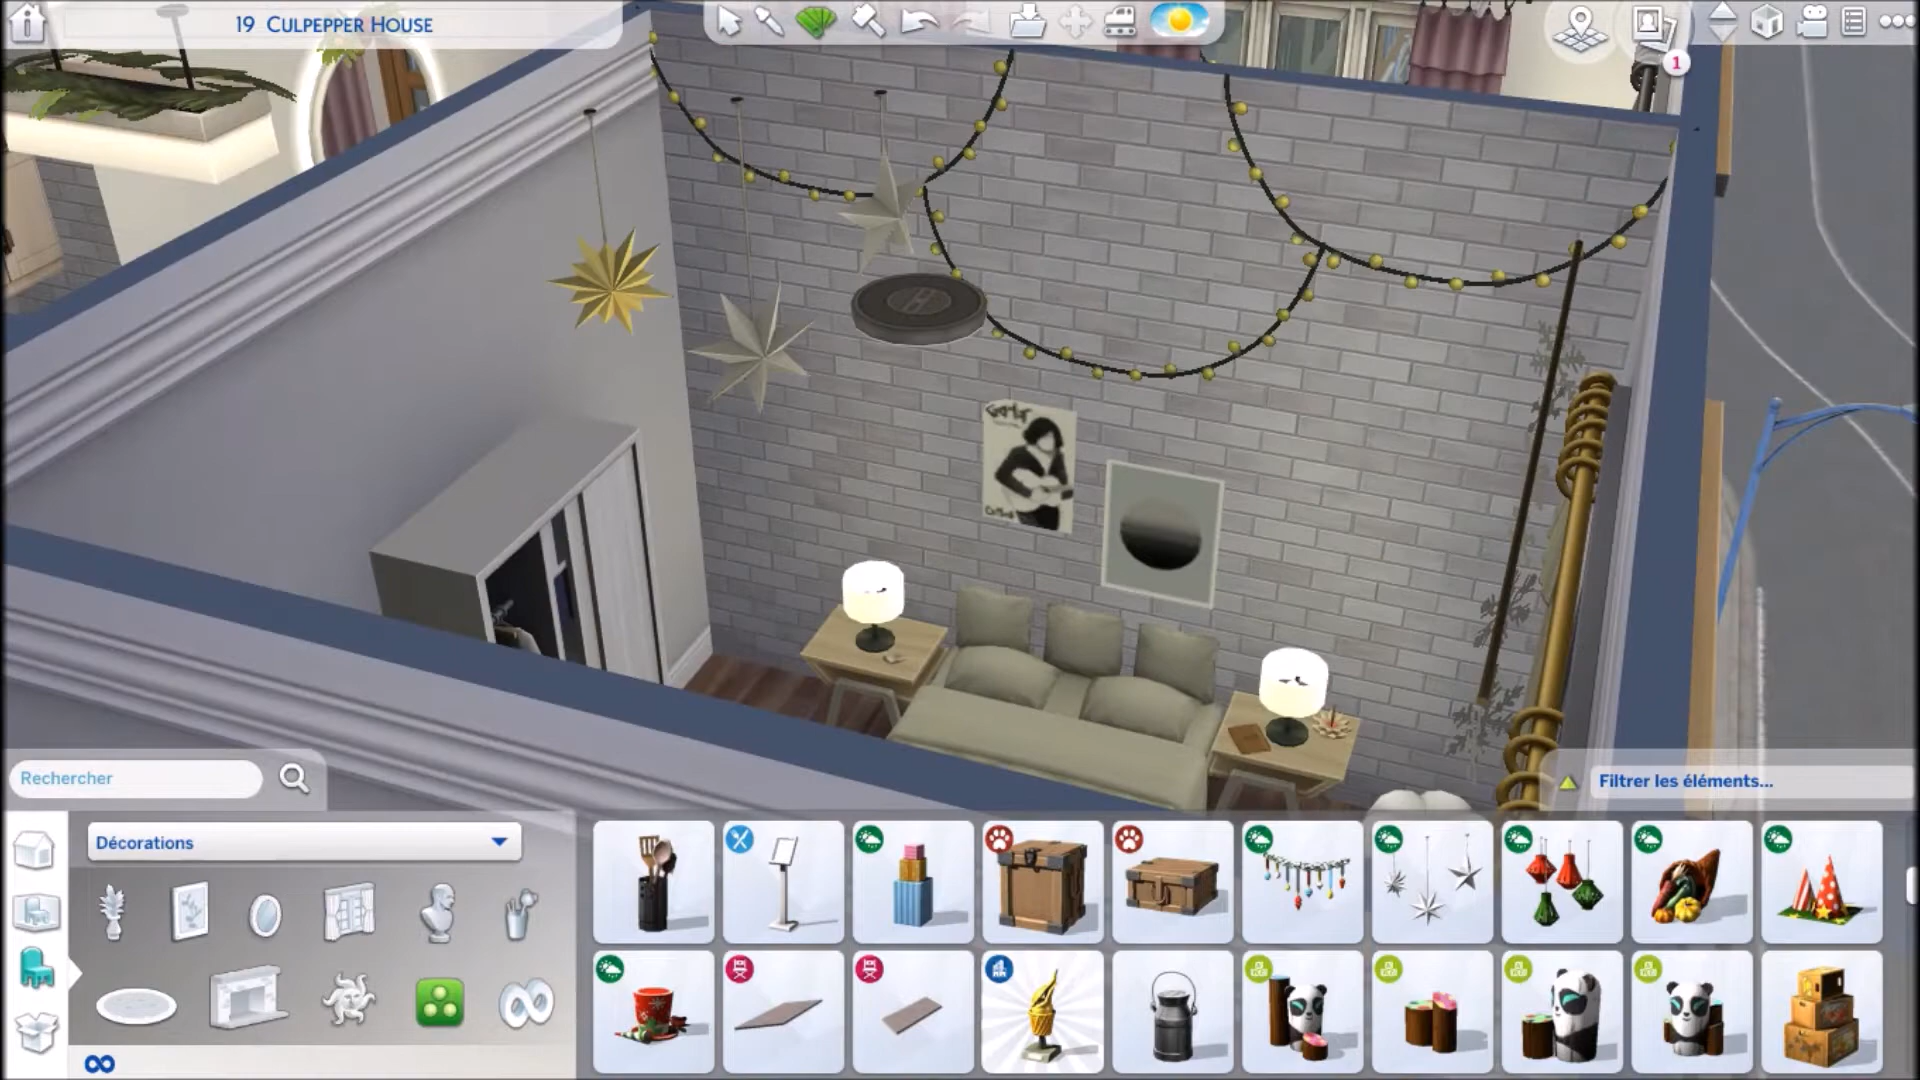 19 Culpepper House
1
Rechercher
Filtrer les éléments...
Décorations